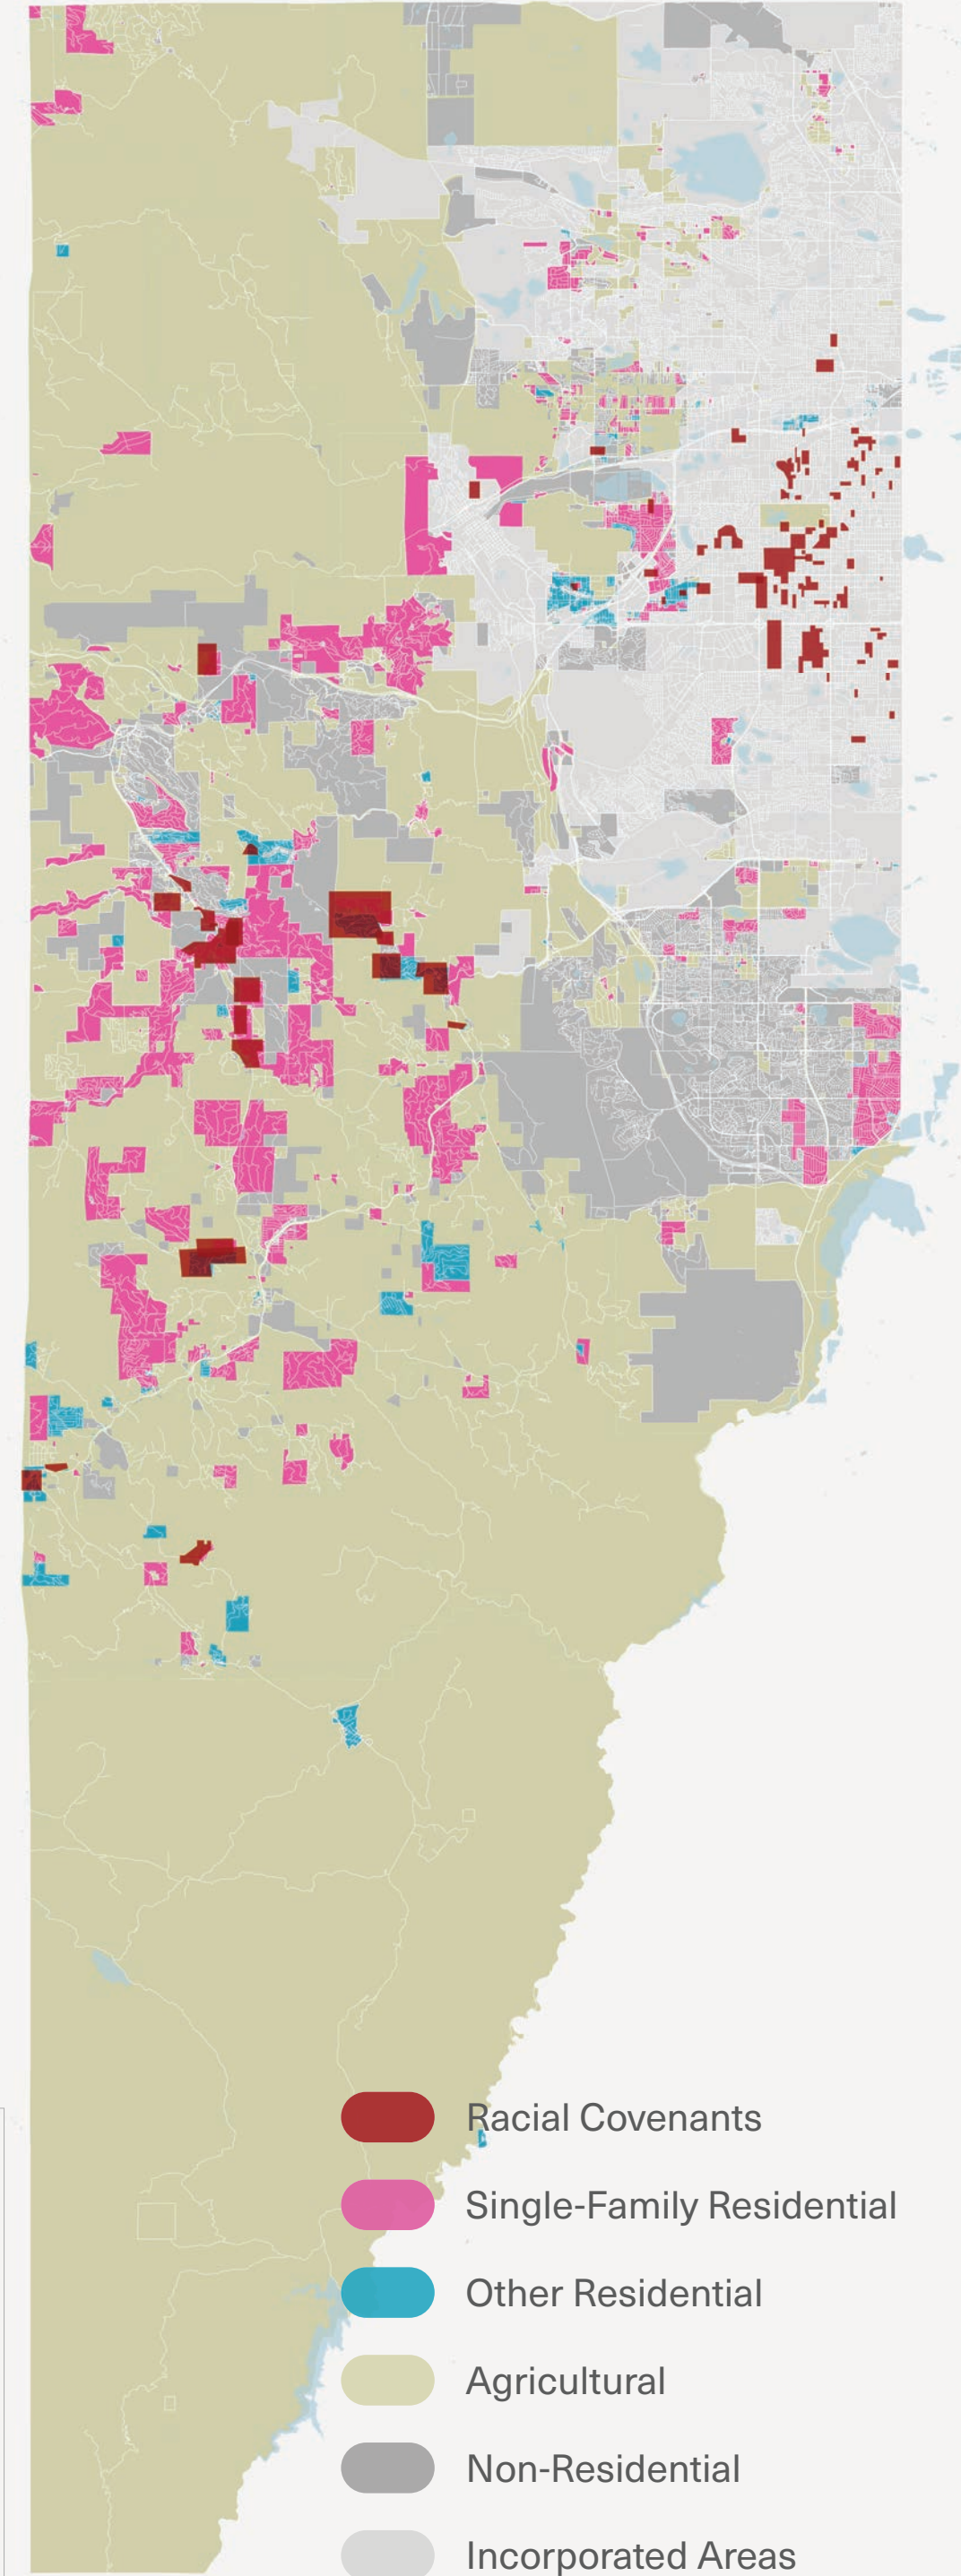 Racial Covenants
Single-Family Residential
Other Residential
Agricultural
Non-Residential
Incorporated Areas